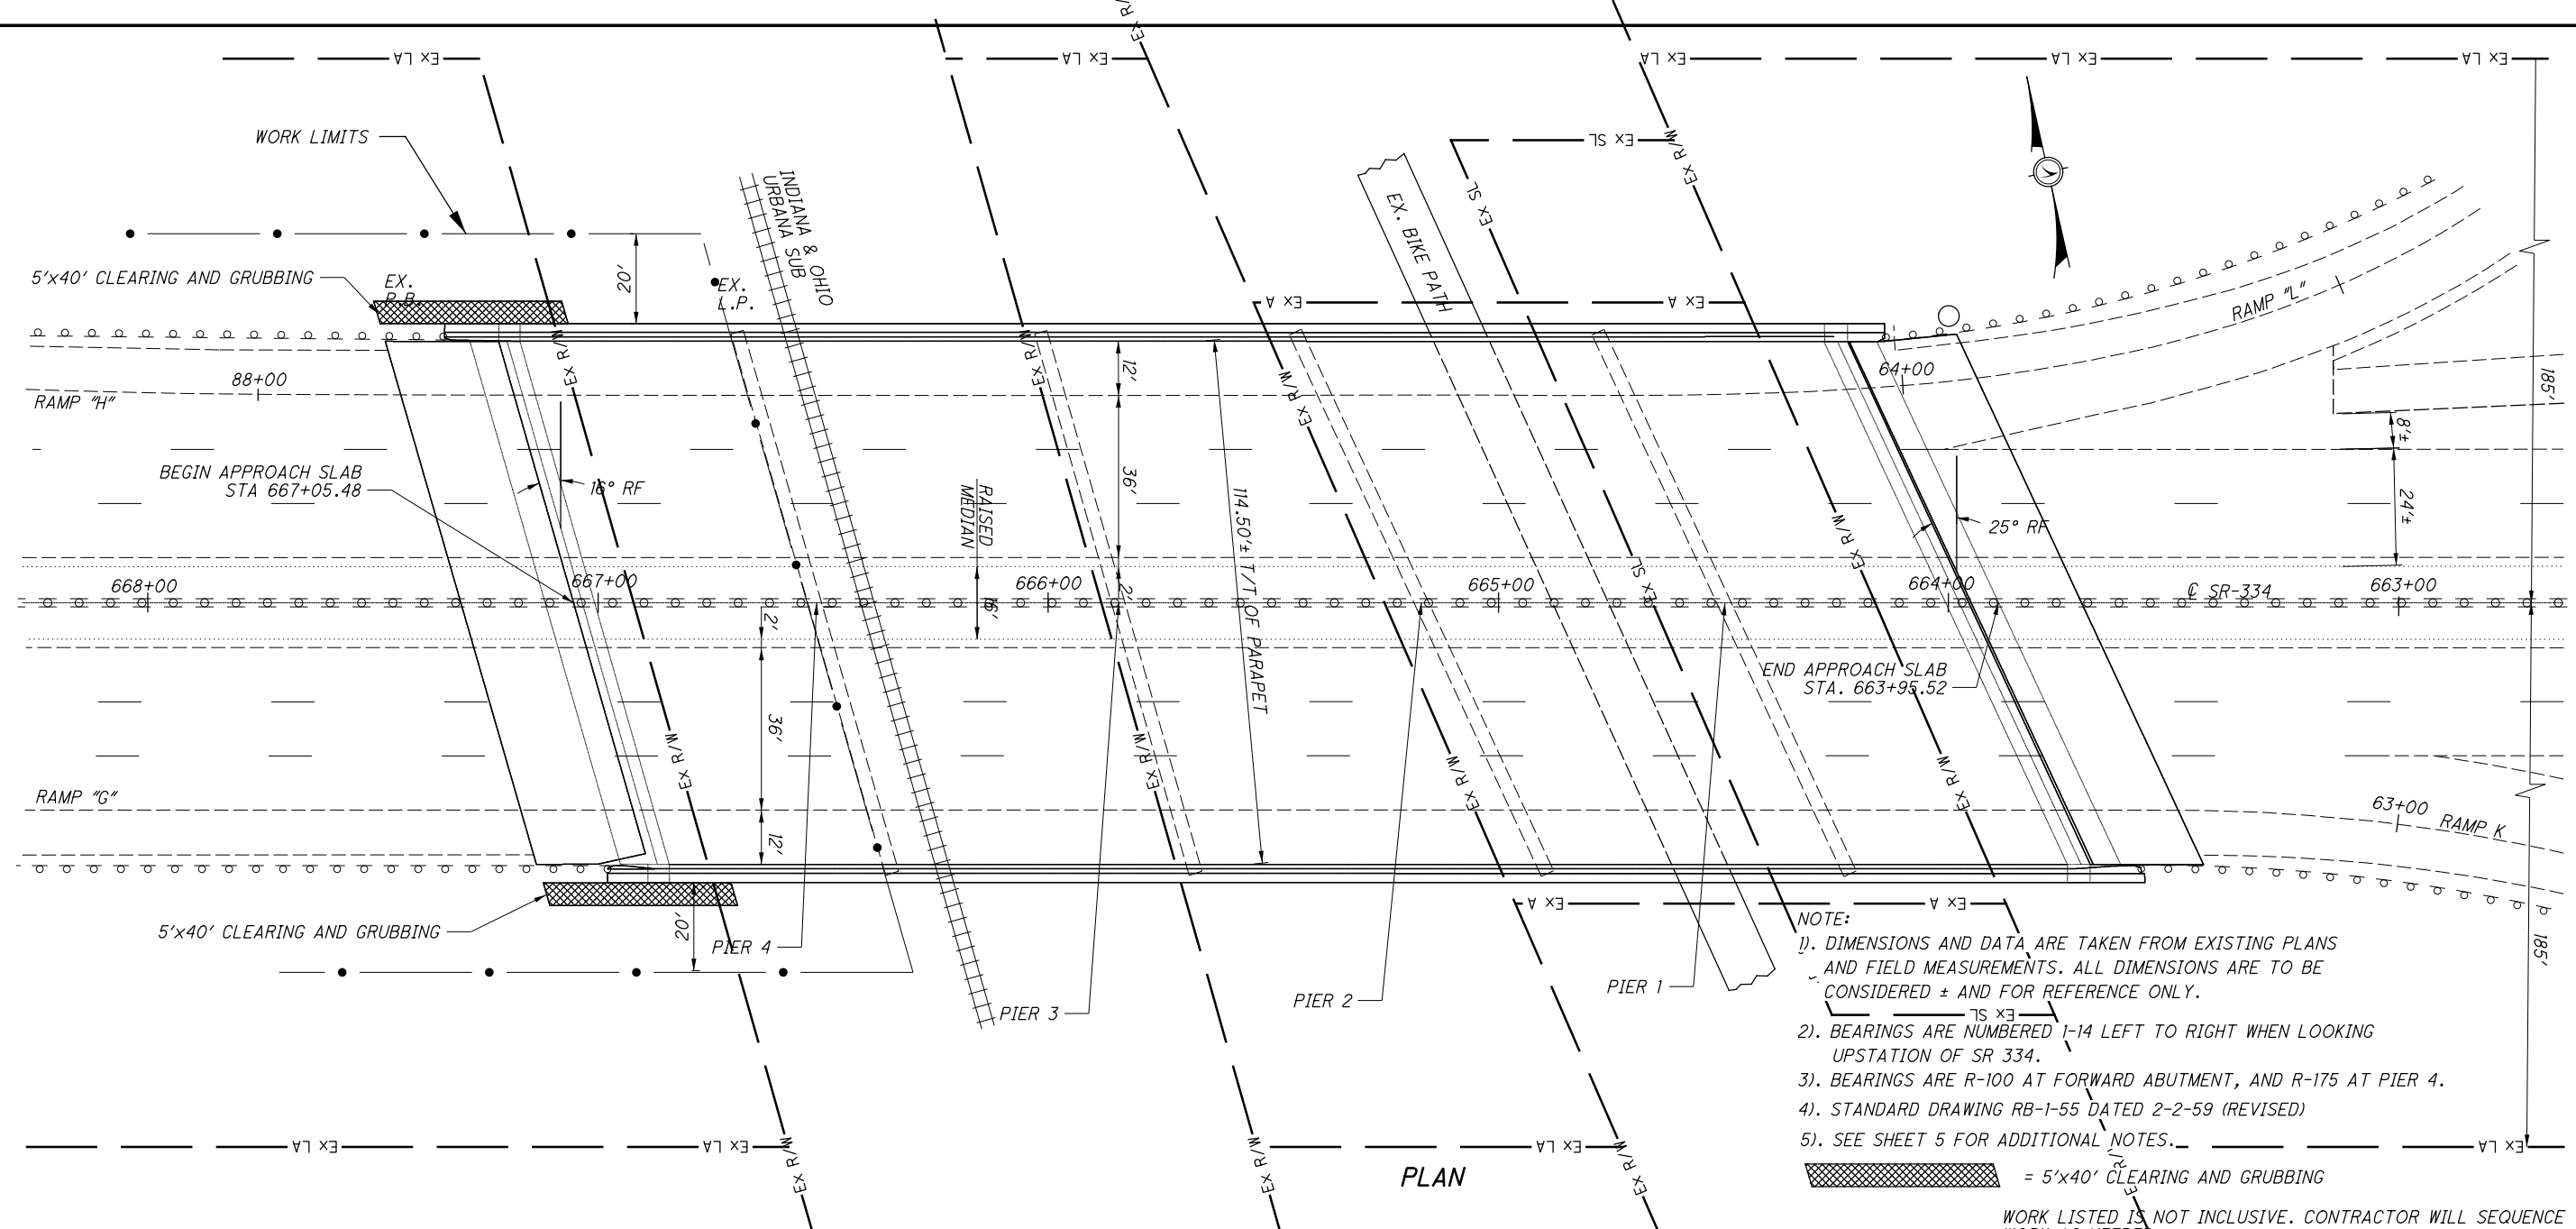 Ex LA
Ex LA
Ex LA
Ex LA
Ex LA
Ex R/W
WORK LIMITS
Ex SL
Ex R/W
INDIANA & OHIO
URBANA SUB
EX. BIKE PATH
Ex SL
5'x40' CLEARING AND GRUBBING
EX.
P.B.
20'
EX.
L.P.
Ex A
Ex A
RAMP "L"
Ex R/W
Ex R/W
Ex R/W
12'
64+00
185'
88+00
RAMP "H"
8'±
BEGIN APPROACH SLAB
STA 667+05.48
16° RF
RAISED
MEDIAN
36'
114.50'± T/T OF PARAPET
Ex R/W
25° RF
24'±
668+00
667+00
666+00
2'
16'
665+00
Ex SL
664+00
℄ SR-334
663+00
2'
END APPROACH SLAB
STA. 663+95.52
36'
Ex R/W
Ex R/W
Ex R/W
Ex R/W
RAMP "G"
12'
63+00
RAMP K
5'x40' CLEARING AND GRUBBING
20'
PIER 4
PIER 3
PIER 2
PIER 1
Ex A
Ex A
185'
NOTE:
1). DIMENSIONS AND DATA ARE TAKEN FROM EXISTING PLANS
AND FIELD MEASUREMENTS. ALL DIMENSIONS ARE TO BE
CONSIDERED ± AND FOR REFERENCE ONLY.
Ex SL
2). BEARINGS ARE NUMBERED 1-14 LEFT TO RIGHT WHEN LOOKING
UPSTATION OF SR 334.
3). BEARINGS ARE R-100 AT FORWARD ABUTMENT, AND R-175 AT PIER 4.
4). STANDARD DRAWING RB-1-55 DATED 2-2-59 (REVISED)
5). SEE SHEET 5 FOR ADDITIONAL NOTES.
Ex LA
Ex LA
Ex LA
Ex LA
Ex R/W
Ex R/W
Ex R/W
PLAN
= 5'x40' CLEARING AND GRUBBING
WORK LISTED IS NOT INCLUSIVE. CONTRACTOR WILL SEQUENCE